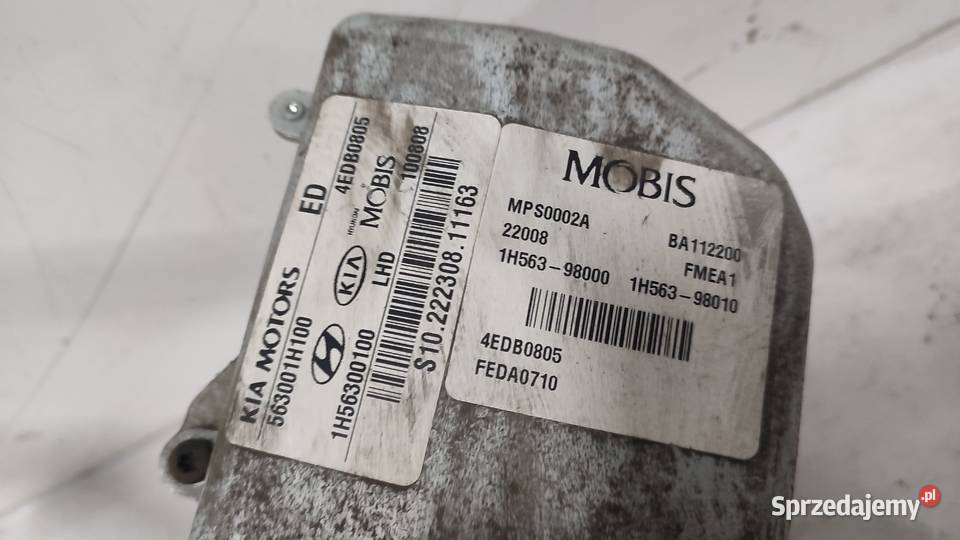 KIA MOTORS ED
563001H100 4EDB0805
KIA HYUNDAI MOBIS
1H56300100 LHD 100808
S10.222308.11163
MOBIS
MPS0002A BA112200
22008 FMEA1
1H563-98000 1H563-98010
4EDB0805
FEDA0710
Sprzedajemy.pl